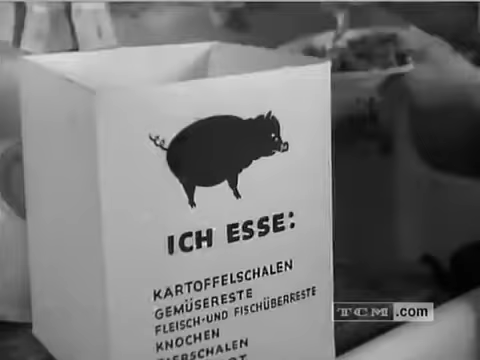 ICH ESSE:
KARTOFFELSCHALEN
GEMÜSERESTE
FLEISCH-UND FISCHÜBERRESTE
KNOCHEN
TCM.com